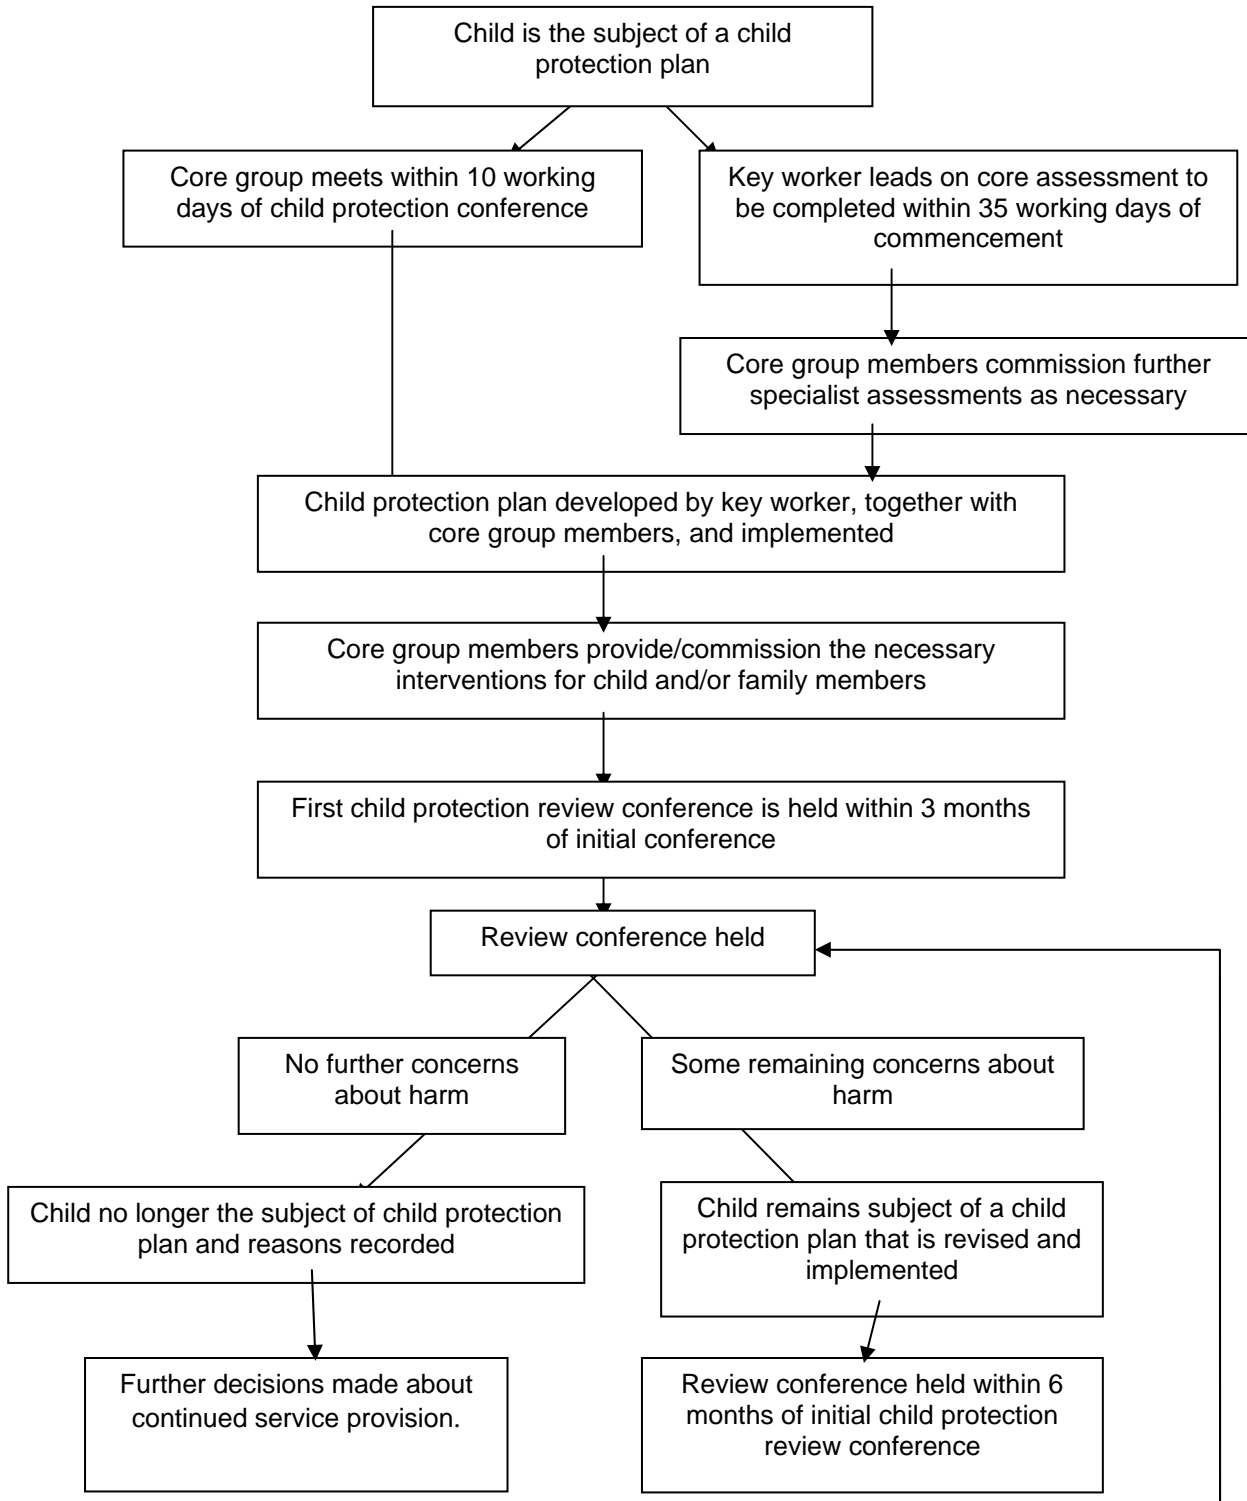 Child is the subject of a child
protection plan
Core group meets within 10 working
days of child protection conference
Key worker leads on core assessment to
be completed within 35 working days of
commencement
Core group members commission further
specialist assessments as necessary
Child protection plan developed by key worker, together with
core group members, and implemented
Core group members provide/commission the necessary
interventions for child and/or family members
First child protection review conference is held within 3 months
of initial conference
Review conference held
No further concerns
about harm
Some remaining concerns about
harm
Child no longer the subject of child protection
plan and reasons recorded
Child remains subject of a child
protection plan that is revised and
implemented
Further decisions made about
continued service provision.
Review conference held within 6
months of initial child protection
review conference